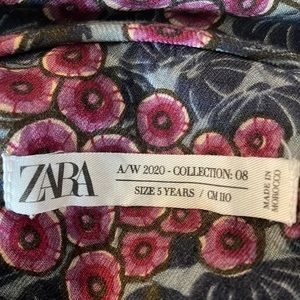 ZARA
A/W 2020 - COLLECTION: 08
SIZE 5 YEARS / CM 110
MADE IN
MOROCCO